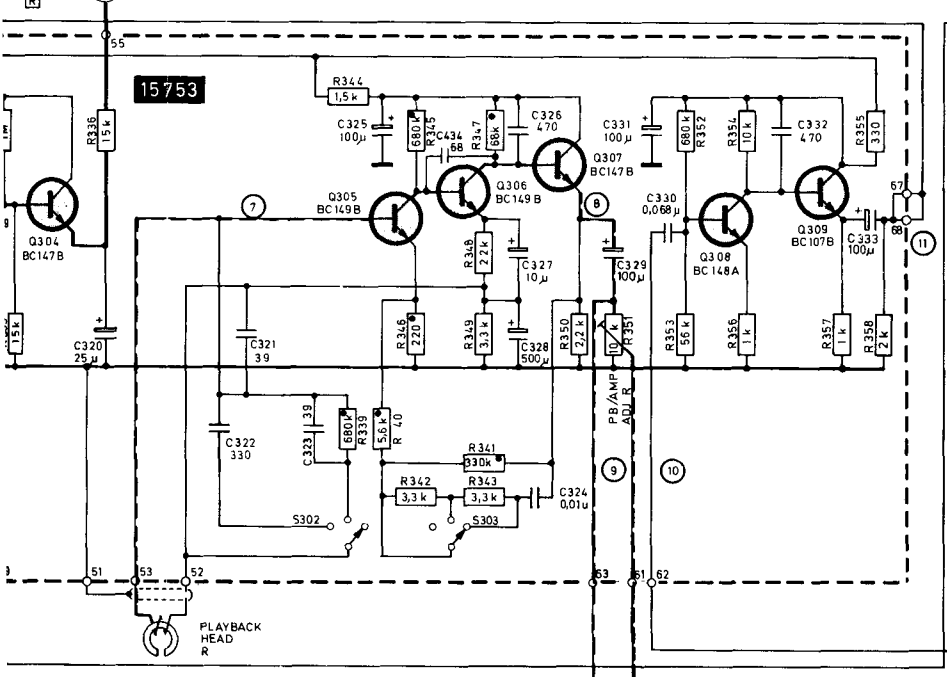 R
55
15753
R344
1,5k
R336
15k
C325
100µ
680k
R345
C434
68
R347
68k
C326
470
C331
100µ
680k
R352
R354
10k
C332
470
R355
330
Q304
BC147B
7
Q305
BC149B
Q306
BC149B
Q307
BC147B
8
C330
0,068µ
Q308
BC148A
Q309
BC107B
C333
100µ
67
68
11
R348
2,2k
C327
10µ
C329
100µ
15k
C320
25µ
C321
39
R346
220
R349
3,3k
C328
500µ
R350
2,2k
10 k
R351
R353
56k
R356
1k
R357
1k
R358
2k
PB/AMP
ADJ R
C322
330
C323
39
680k
R339
5,6k
R 40
R341
330k
9
10
R342
3,3k
R343
3,3k
C324
0,01µ
S302
S303
51
53
52
63
61
62
PLAYBACK
HEAD
R